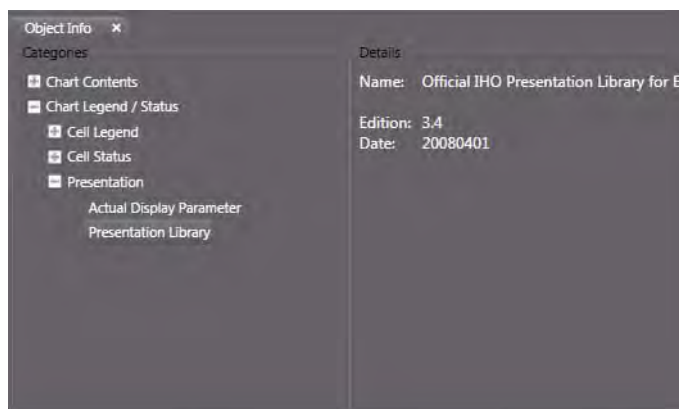 Object Info ×
Categories
Chart Contents
Chart Legend / Status
Cell Legend
Cell Status
Presentation
Actual Display Parameter
Presentation Library
Details
Name: Official IHO Presentation Library for E
Edition: 3.4
Date: 20080401